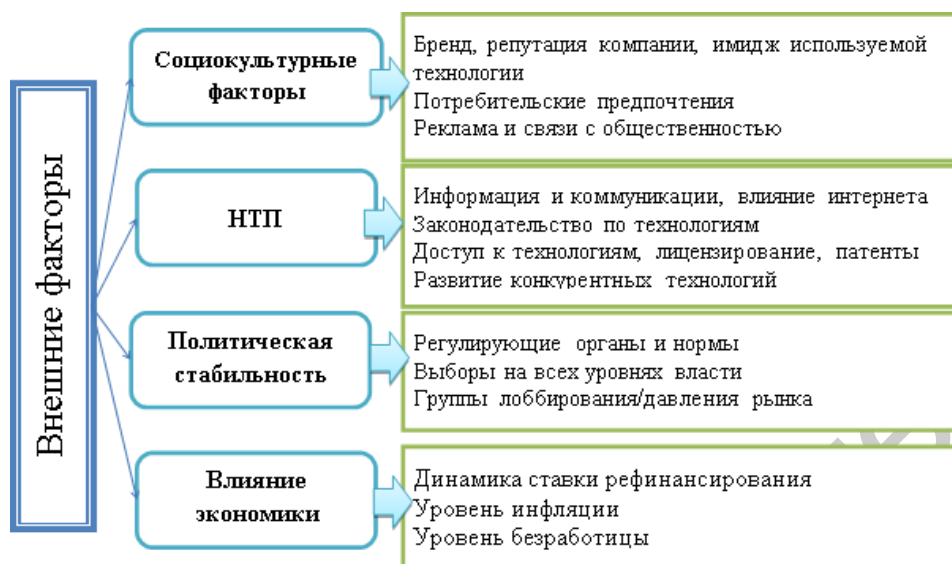 Внешние факторы
Социокультурные
факторы
Бренд, репутация компании, имидж используемой
технологии
Потребительские предпочтения
Реклама и связи с общественностью
НТП
Информация и коммуникации, влияние интернета
Законодательство по технологиям
Доступ к технологиям, лицензирование, патенты
Развитие конкурентных технологий
Политическая
стабильность
Регулирующие органы и нормы
Выборы на всех уровнях власти
Группы лоббирования/давления рынка
Влияние
экономики
Динамика ставки рефинансирования
Уровень инфляции
Уровень безработицы